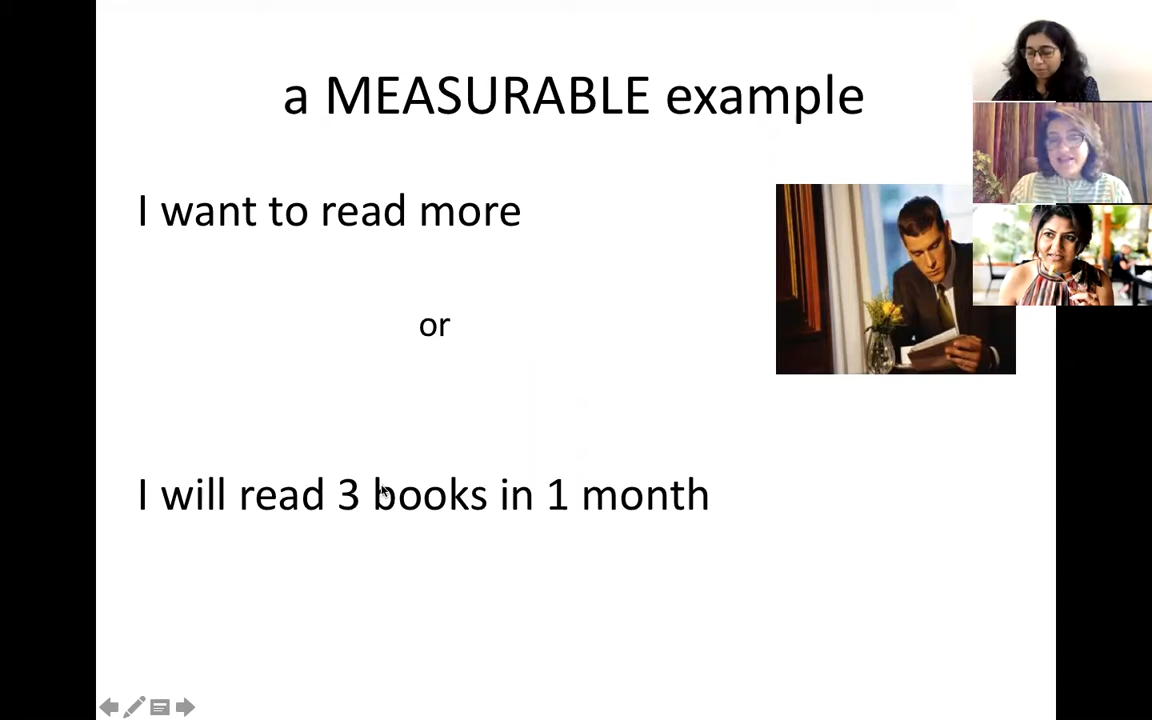 a MEASURABLE example
I want to read more
or
I will read 3 books in 1 month